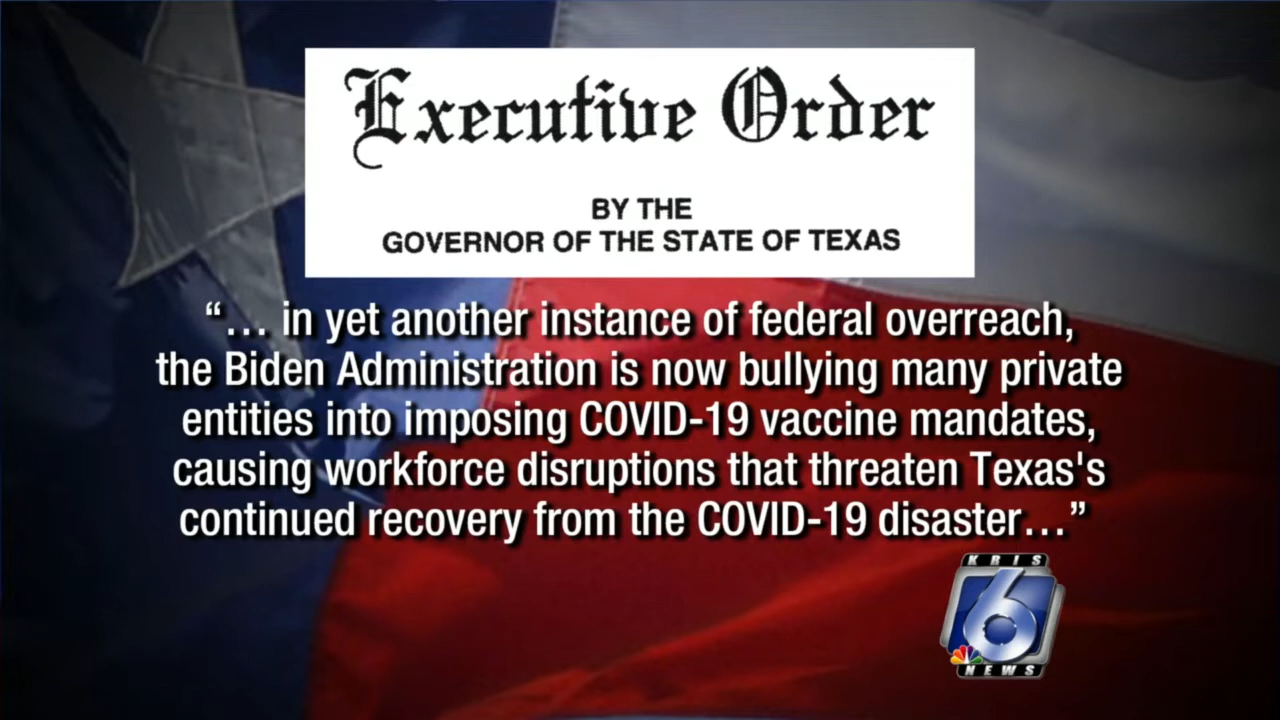 Executive Order
BY THE
GOVERNOR OF THE STATE OF TEXAS
“... in yet another instance of federal overreach,
the Biden Administration is now bullying many private
entities into imposing COVID-19 vaccine mandates,
causing workforce disruptions that threaten Texas's
continued recovery from the COVID-19 disaster...”
KRIS
6
NEWS